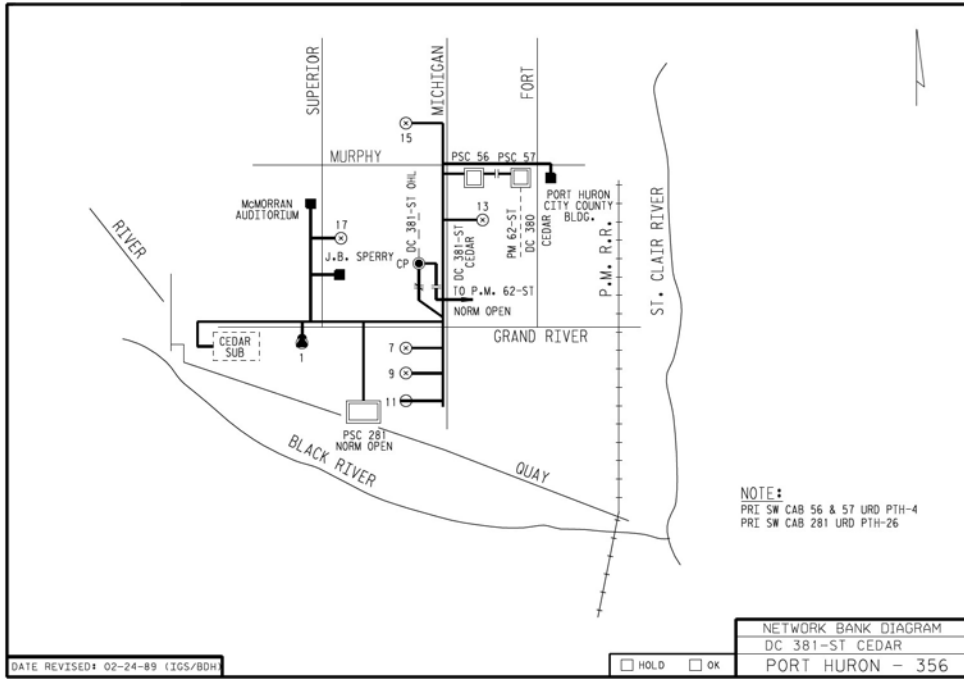 SUPERIOR
MICHIGAN
FORT
15
MURPHY
PSC 56
PSC 57
PORT HURON
CITY COUNTY
BLDG.
McMORRAN
AUDITORIUM
17
J.B. SPERRY
13
DC 381-ST OHL
CP
DC 381-ST
CEDAR
PM 62-ST
DC 380
CEDAR
P.M. R.R.
ST. CLAIR RIVER
RIVER
TO P.M. 62-ST
NORM OPEN
GRAND RIVER
CEDAR
SUB
1
7
9
11
PSC 281
NORM OPEN
BLACK RIVER
QUAY
NOTE:
PRI SW CAB 56 & 57 URD PTH-4
PRI SW CAB 281 URD PTH-26
NETWORK BANK DIAGRAM
DC 381-ST CEDAR
PORT HURON - 356
HOLD
OK
DATE REVISED: 02-24-89 (IGS/BDH)